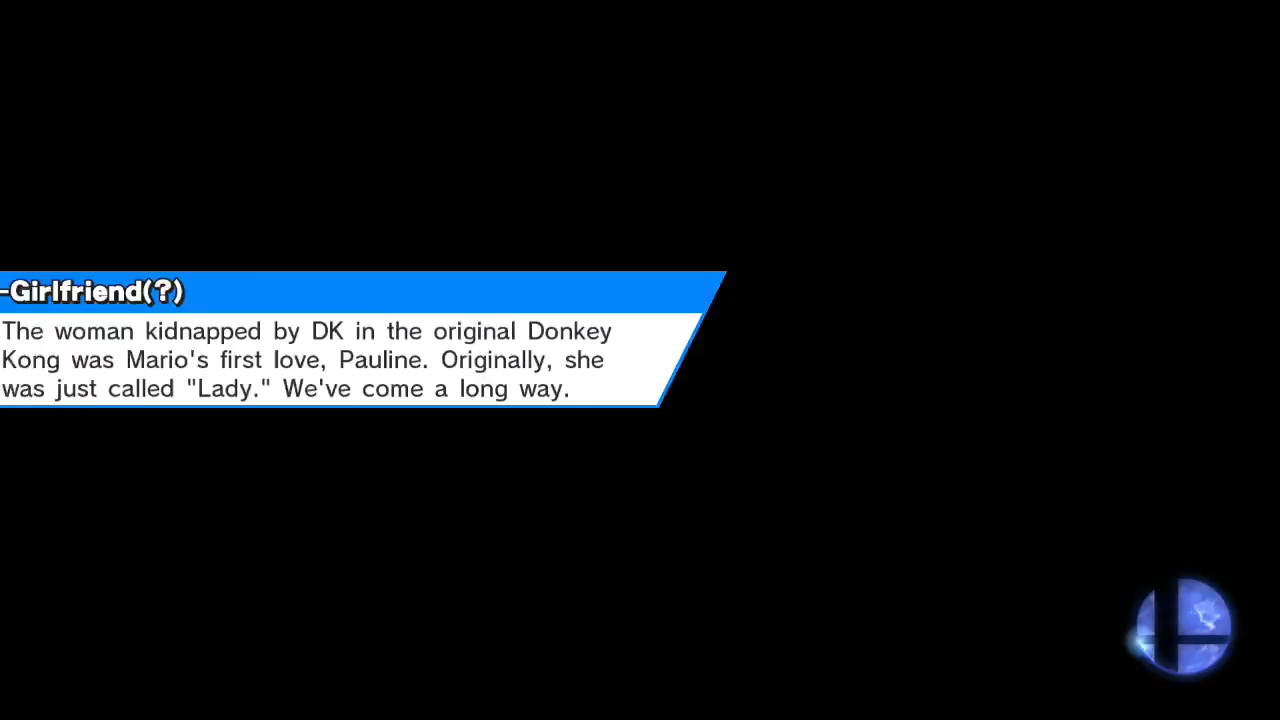 -Girlfriend(?)
The woman kidnapped by DK in the original Donkey
Kong was Mario's first love, Pauline. Originally, she
was just called "Lady." We've come a long way.